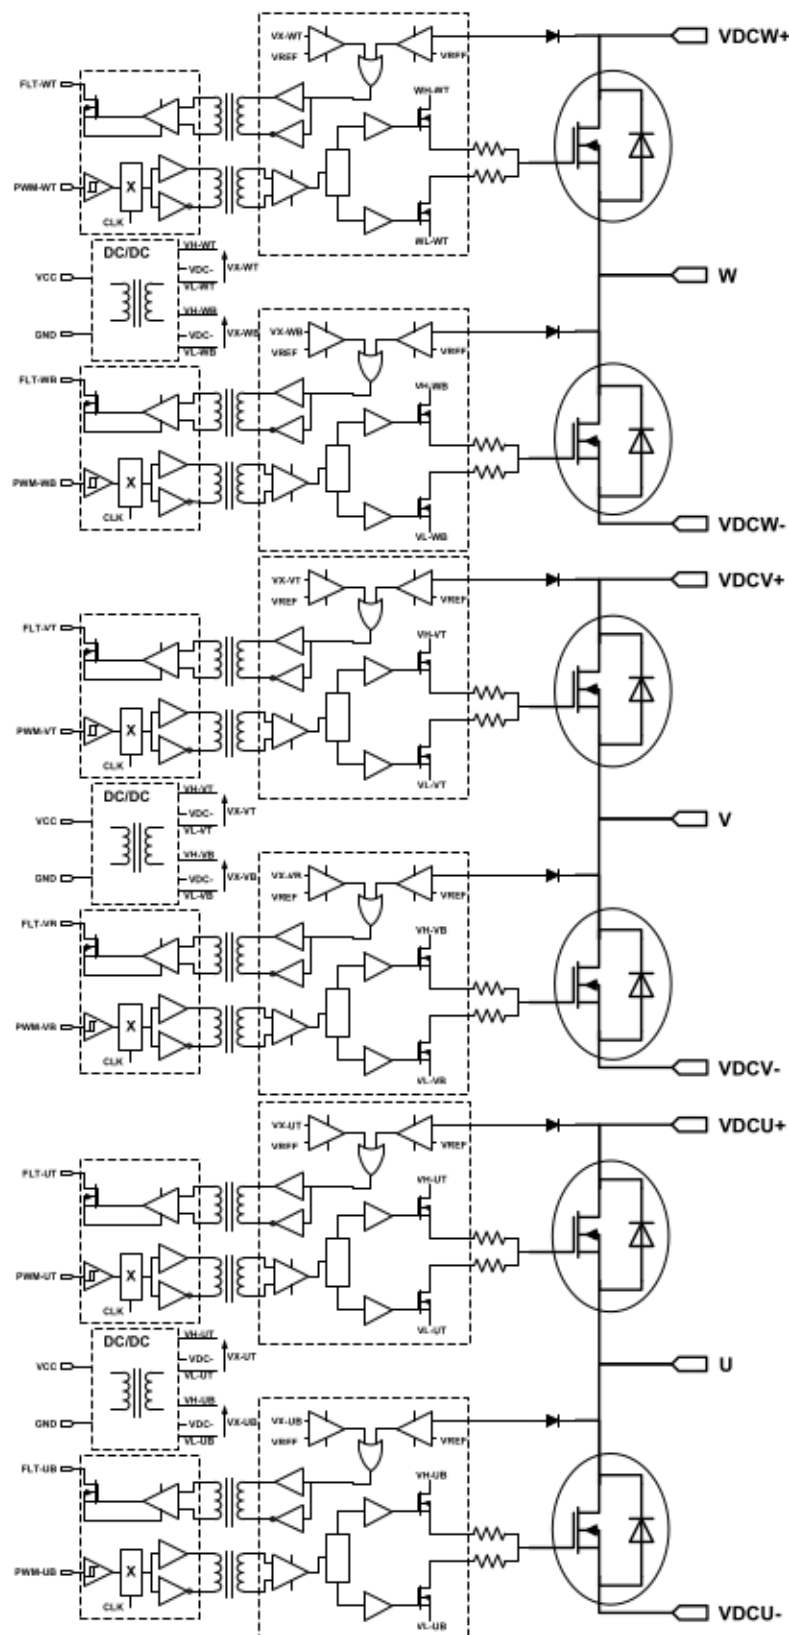 VX-WT
VREF
VREF
VDCW+
FLT-WT
WH-WT
PWM-WT
X
CLK
WL-WT
DC/DC
VH-WT
VDC-
VX-WT
VL-WT
VCC
W
VH-WB
VDC-
VX-WB
VL-WB
GND
VX-WB
VREF
VREF
FLT-WB
VH-WB
PWM-WB
X
CLK
VL-WB
VDCW-
VX-VT
VREF
VREF
VDCV+
FLT-VT
VH-VT
PWM-VT
X
CLK
VL-VT
DC/DC
VH-VT
VDC-
VX-VT
VL-VT
VCC
V
VH-VB
VDC-
VX-VB
VL-VB
GND
VX-VB
VREF
VREF
FLT-VB
VH-VB
PWM-VB
X
CLK
VL-VB
VDCV-
VX-UT
VREF
VREF
VDCU+
FLT-UT
VH-UT
PWM-UT
X
CLK
VL-UT
DC/DC
VH-UT
VDC-
VX-UT
VL-UT
VCC
U
VH-UB
VDC-
VX-UB
VL-UB
GND
VX-UB
VREF
VREF
FLT-UB
VH-UB
PWM-UB
X
CLK
VL-UB
VDCU-